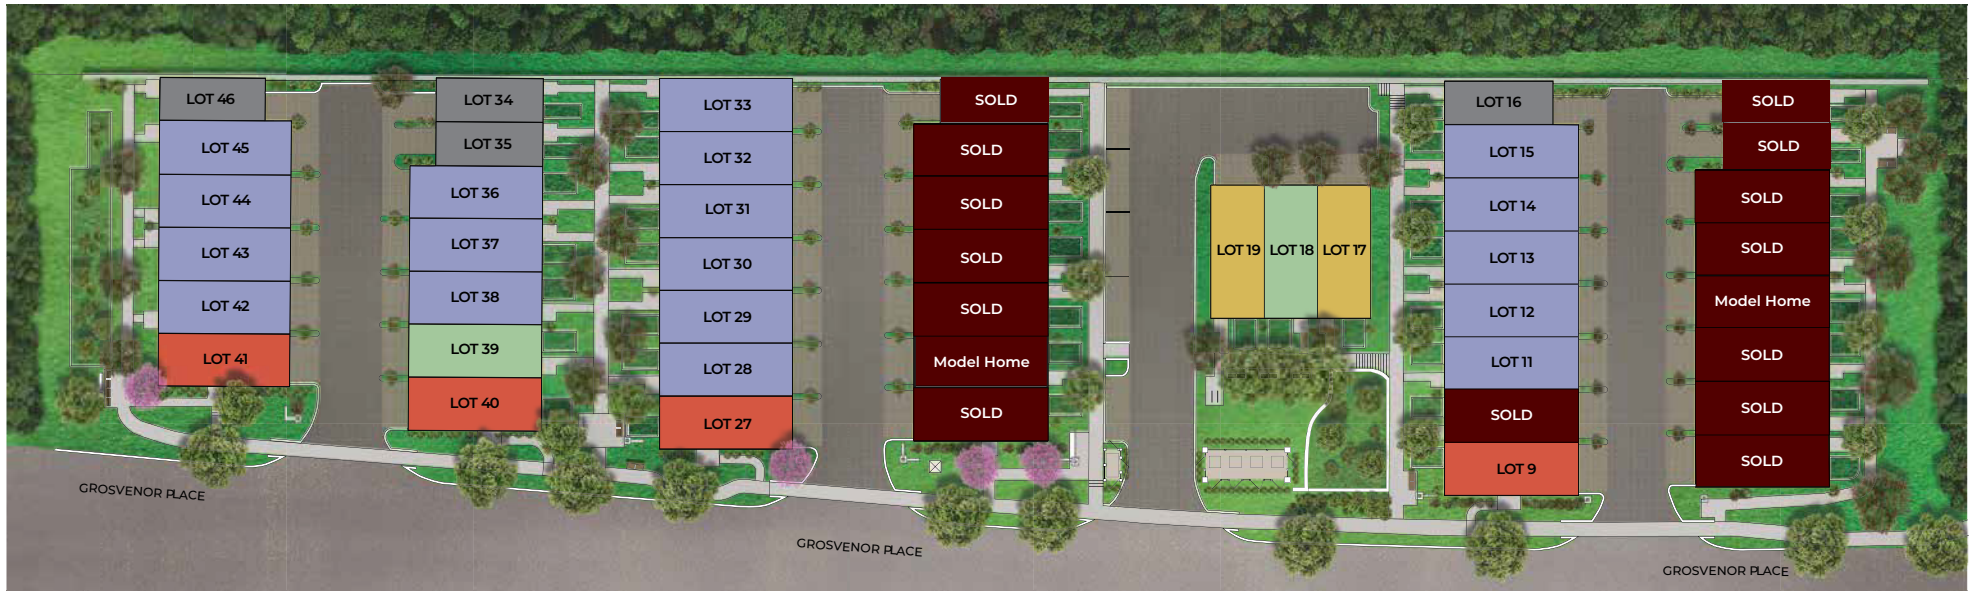 LOT 46
LOT 45
LOT 44
LOT 43
LOT 42
LOT 41
LOT 34
LOT 35
LOT 36
LOT 37
LOT 38
LOT 39
LOT 40
LOT 33
LOT 32
LOT 31
LOT 30
LOT 29
LOT 28
LOT 27
SOLD
SOLD
SOLD
SOLD
SOLD
Model Home
SOLD
LOT 19 LOT 18 LOT 17
LOT 16
LOT 15
LOT 14
LOT 13
LOT 12
LOT 11
SOLD
LOT 9
SOLD
SOLD
SOLD
SOLD
Model Home
SOLD
SOLD
SOLD
GROSVENOR PLACE
GROSVENOR PLACE
GROSVENOR PLACE